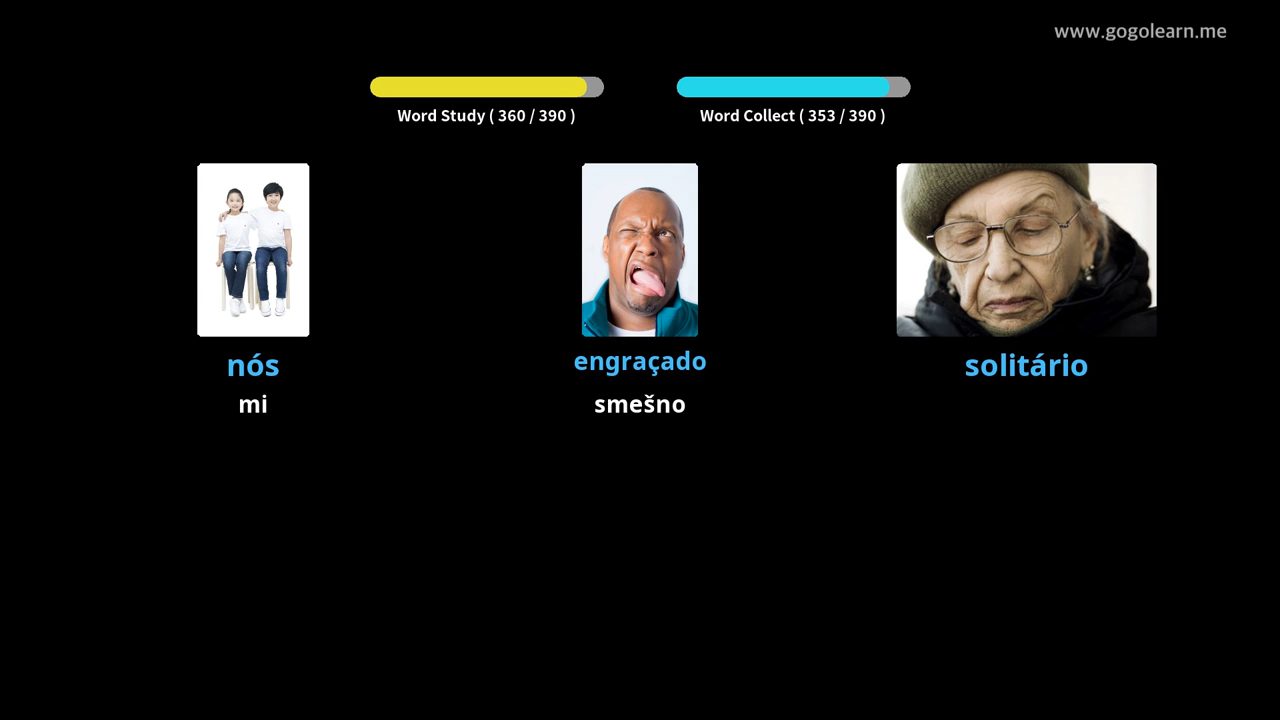 www.gogolearn.me
Word Study ( 360 / 390 )
Word Collect ( 353 / 390 )
nós
engraçado
solitário
mi
smešno